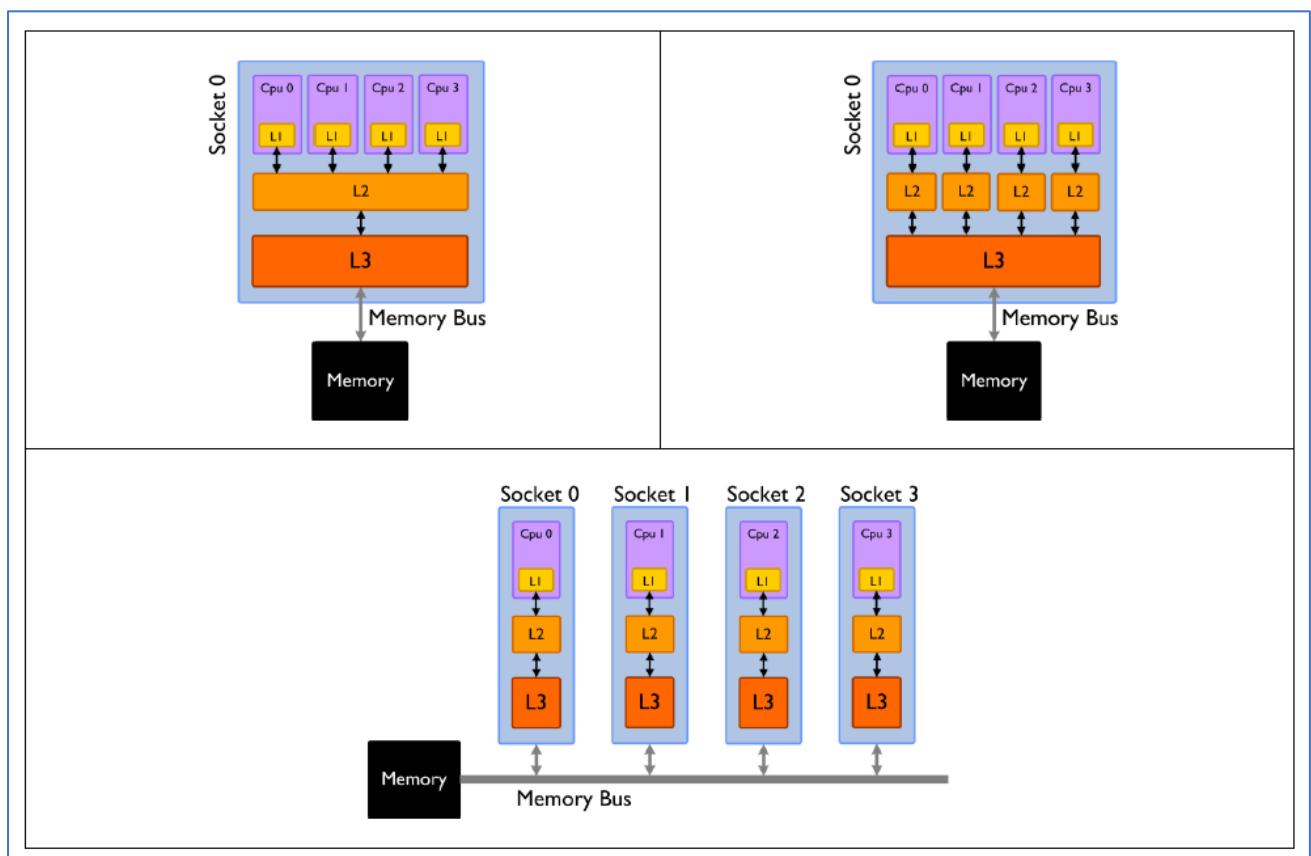 Socket 0
Cpu 0 Cpu 1 Cpu 2 Cpu 3
L1 L1 L1 L1
L2
L3
Memory Bus
Memory
Socket 0
Cpu 0 Cpu 1 Cpu 2 Cpu 3
L1 L1 L1 L1
L2 L2 L2 L2
L3
Memory Bus
Memory
Socket 0 Socket 1 Socket 2 Socket 3
Cpu 0 Cpu 1 Cpu 2 Cpu 3
L1 L1 L1 L1
L2 L2 L2 L2
L3 L3 L3 L3
Memory
Memory Bus